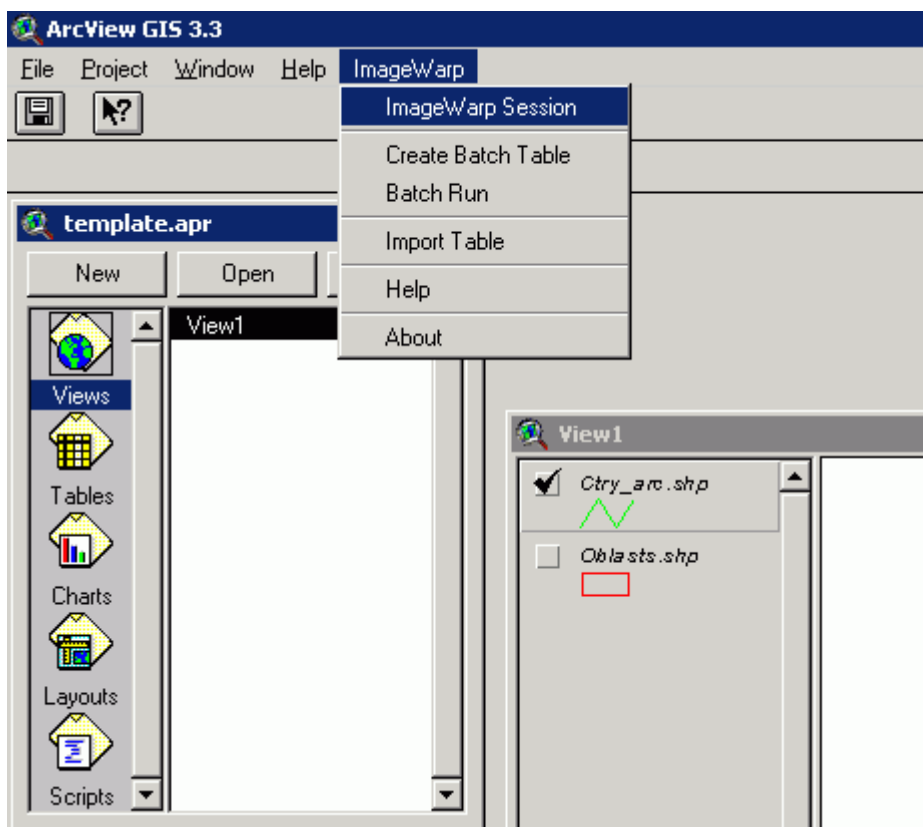 ArcView GIS 3.3
File Project Window Help ImageWarp
ImageWarp Session
Create Batch Table
Batch Run
Import Table
Help
About
template.apr
New Open
View1
Views
Tables
Charts
Layouts
Scripts
View1
Ctry_arc.shp
Oblasts.shp